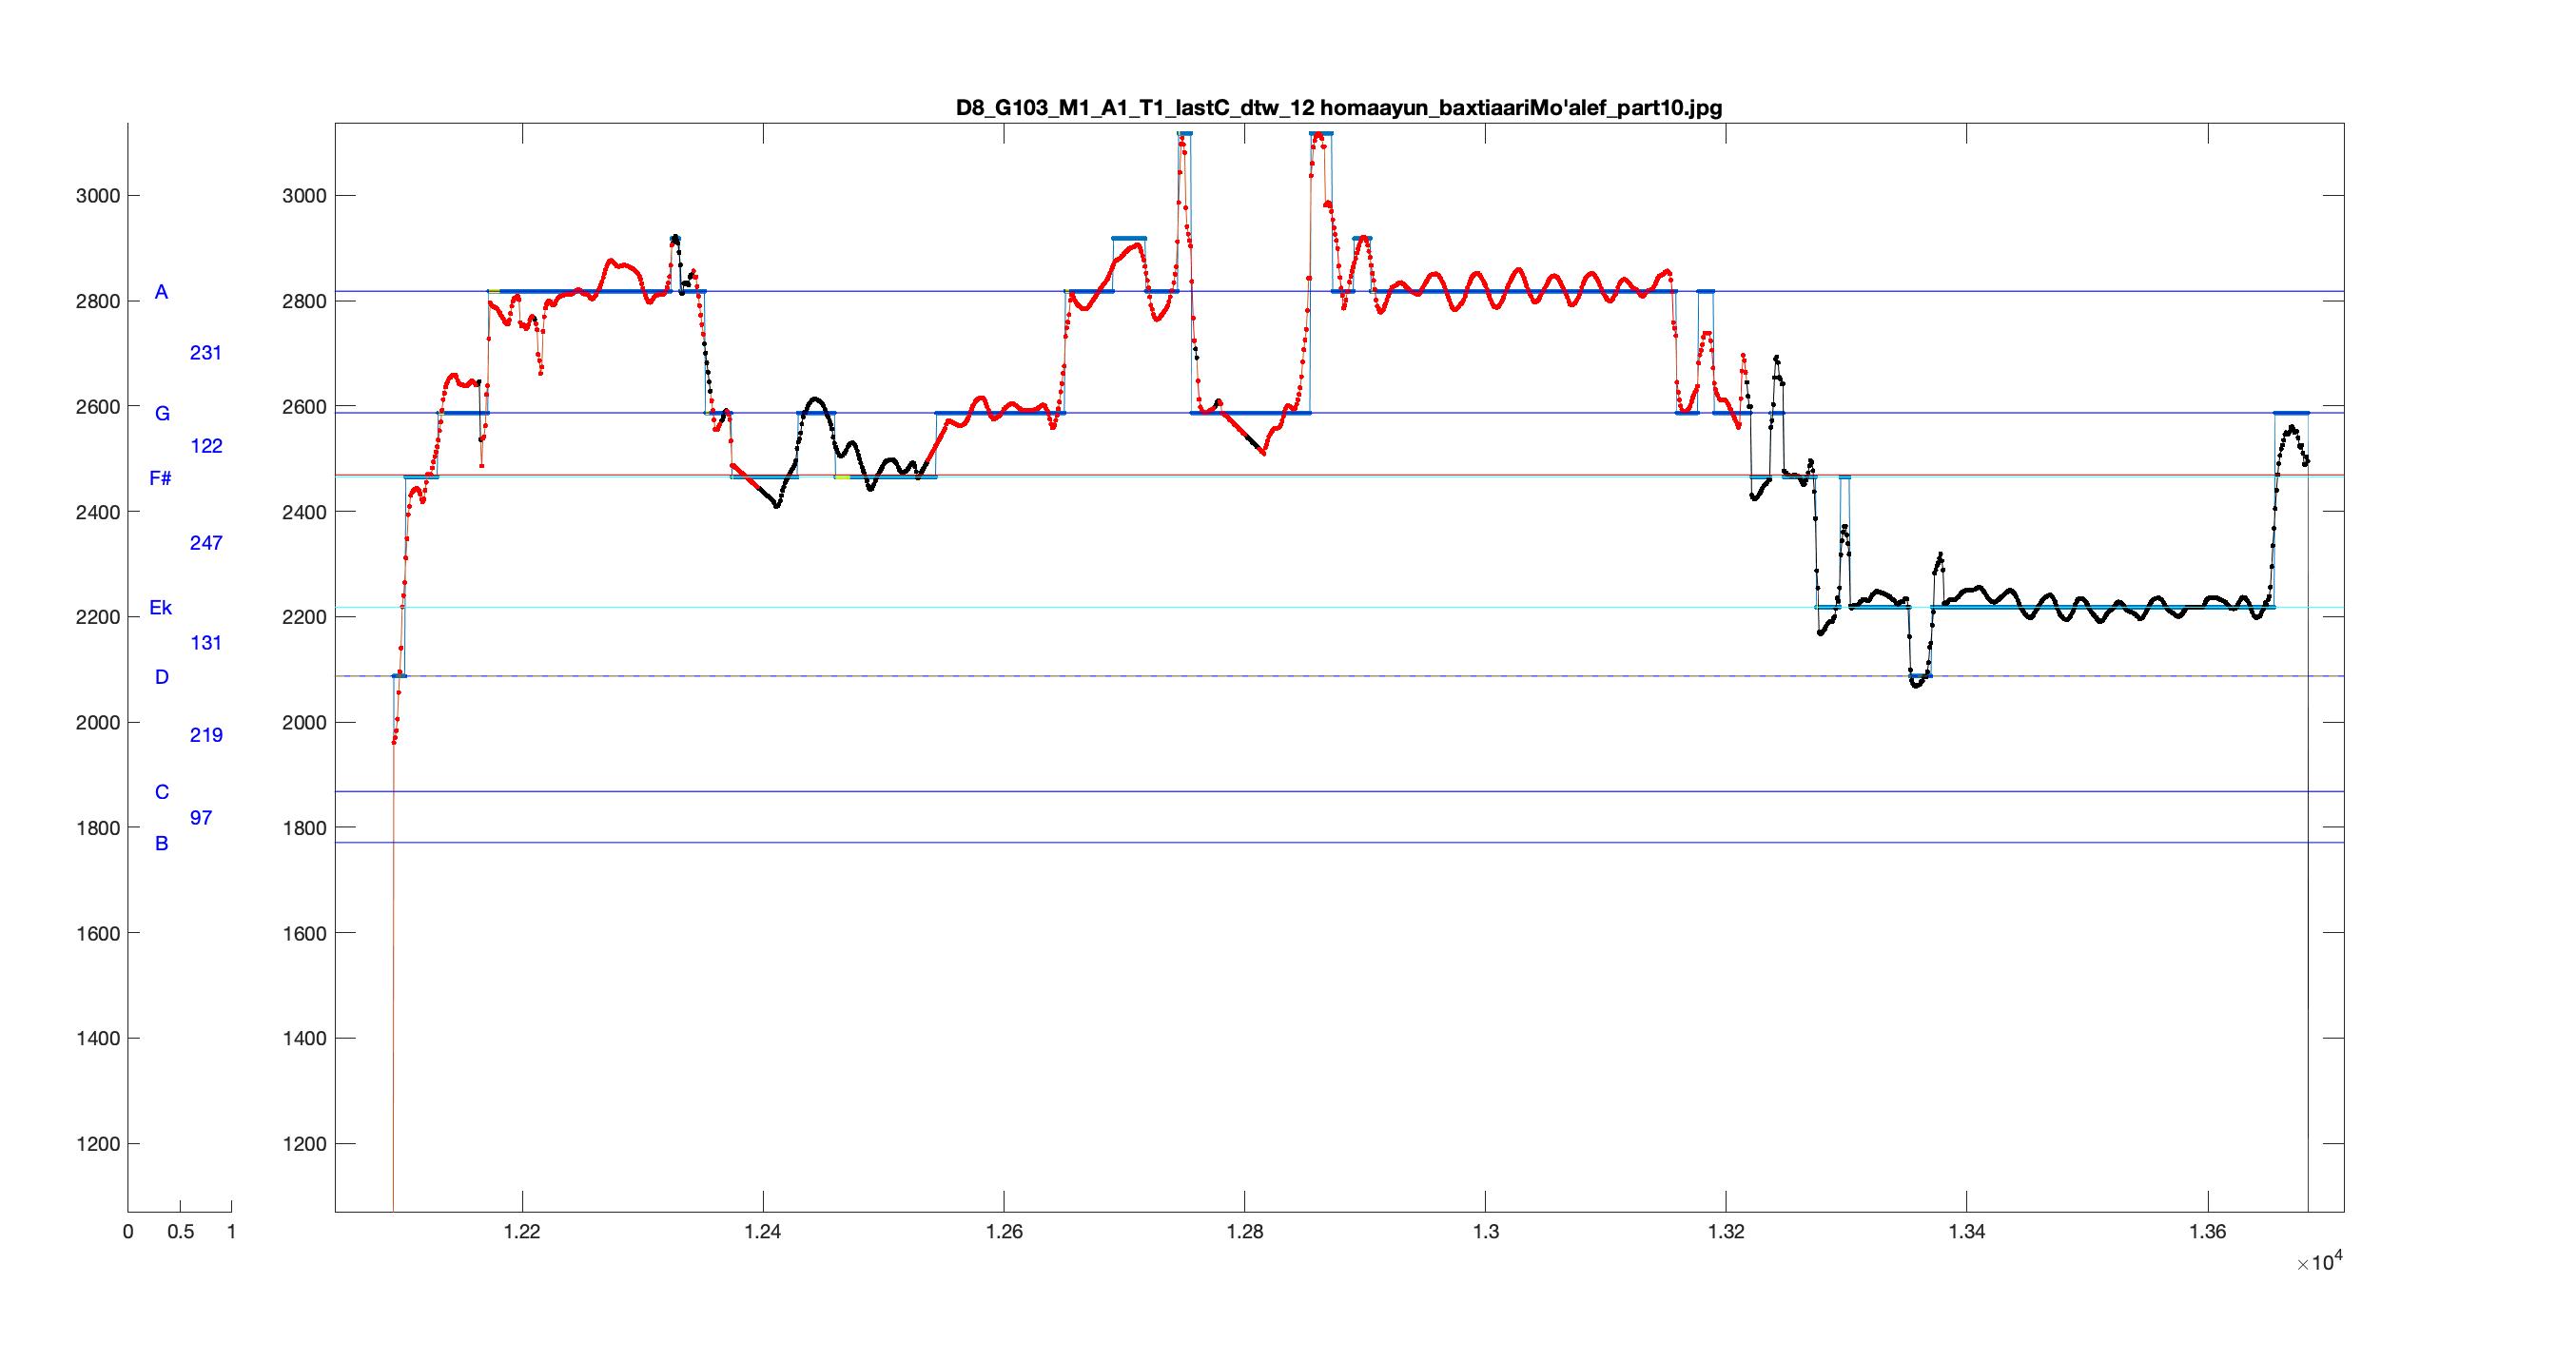 D8_G103_M1_A1_T1_lastC_dtw_12 homaayun_baxtiaariMo'alef_part10.jpg
3000 3000
A
2800 2800
231
2600 G 2600
122
F#
2400 2400
247
2200 Ek 2200
131
D
2000 2000
219
C
1800 97 1800
B
1600 1600
1400 1400
1200 1200
0 0.5 1 1.22 1.24 1.26 1.28 1.3 1.32 1.34 1.36
×10⁴